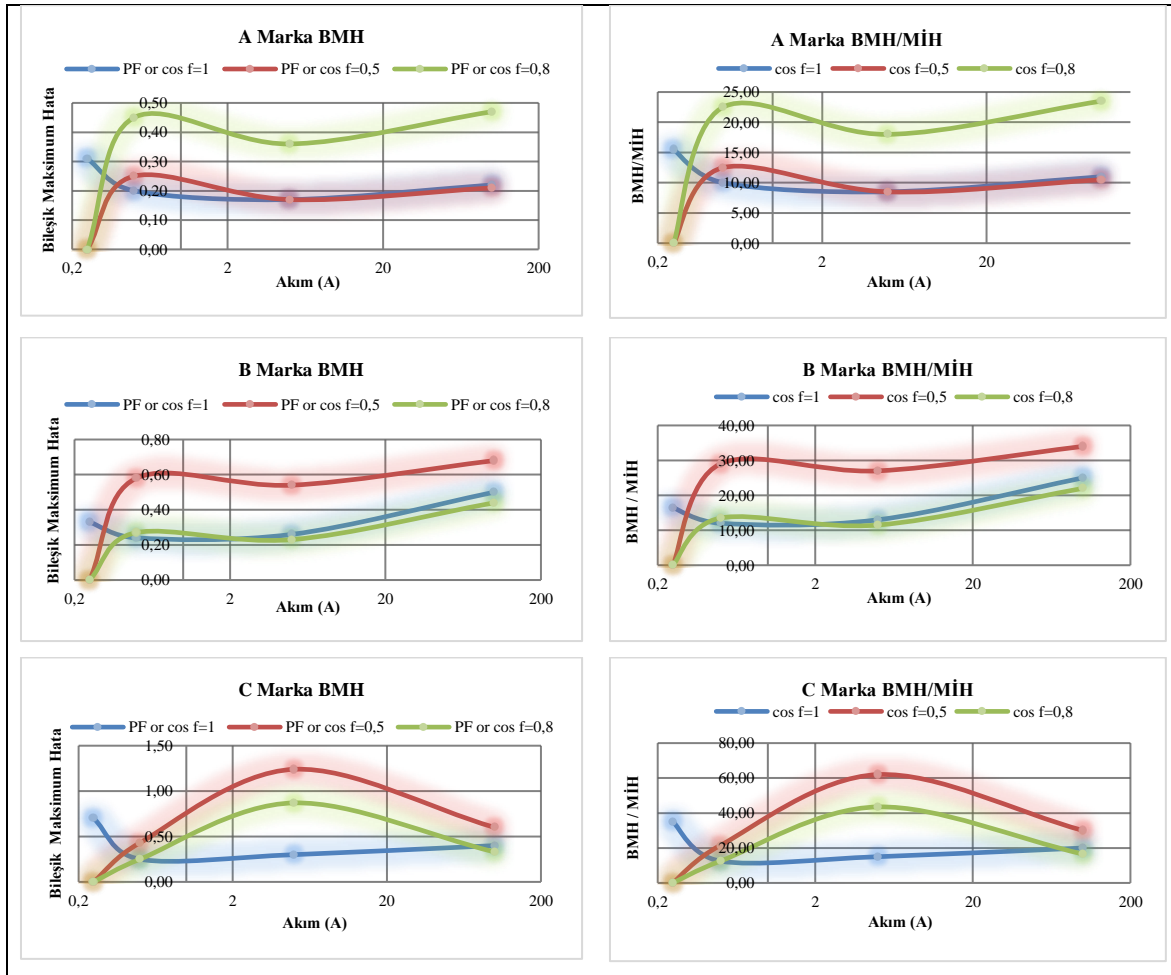 A Marka BMH
PF or cos f=1 PF or cos f=0,5 PF or cos f=0,8
Bileşik Maksimum Hata
0,50
0,40
0,30
0,20
0,10
0,00
0,2 2 20 200
Akım (A)
A Marka BMH/MİH
cos f=1 cos f=0,5 cos f=0,8
BMH/MİH
25,00
20,00
15,00
10,00
5,00
0,00
0,2 2 20
Akım (A)
B Marka BMH
PF or cos f=1 PF or cos f=0,5 PF or cos f=0,8
Bileşik Maksimum Hata
0,80
0,60
0,40
0,20
0,00
0,2 2 20 200
Akım (A)
B Marka BMH/MİH
cos f=1 cos f=0,5 cos f=0,8
BMH / MİH
40,00
30,00
20,00
10,00
0,00
0,2 2 20 200
Akım (A)
C Marka BMH
PF or cos f=1 PF or cos f=0,5 PF or cos f=0,8
Bileşik Maksimum Hata
1,50
1,00
0,50
0,00
0,2 2 20 200
Akım (A)
C Marka BMH/MİH
cos f=1 cos f=0,5 cos f=0,8
BMH / MİH
80,00
60,00
40,00
20,00
0,00
0,2 2 20 200
Akım (A)